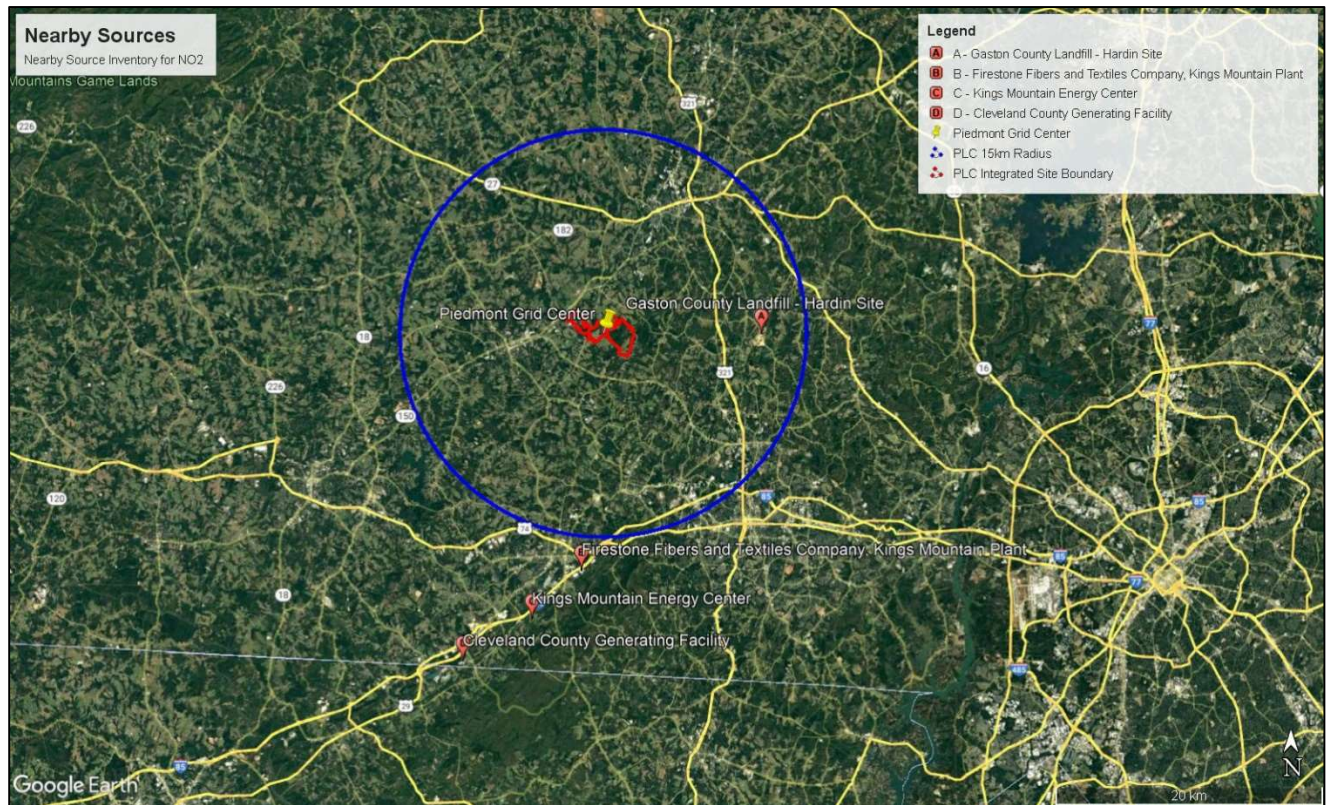 Nearby Sources
Nearby Source Inventory for NO2
Mountains Game Lands
Legend
A - Gaston County Landfill - Hardin Site
B - Firestone Fibers and Textiles Company, Kings Mountain Plant
C - Kings Mountain Energy Center
D - Cleveland County Generating Facility
Piedmont Grid Center
PLC 15km Radius
PLC Integrated Site Boundary
226
321
27
182
Gaston County Landfill - Hardin Site
Piedmont Grid Center
A
77
18
16
321
226
150
120
85
85
74
Firestone Fibers and Textiles Company, Kings Mountain Plant
85
77
18
Kings Mountain Energy Center
Cleveland County Generating Facility
485
29
85
Google Earth
N
20 km